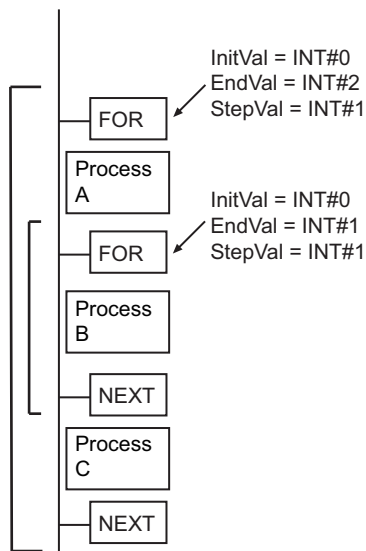 InitVal = INT#0
EndVal = INT#2
StepVal = INT#1
FOR
Process
A
InitVal = INT#0
EndVal = INT#1
StepVal = INT#1
FOR
Process
B
NEXT
Process
C
NEXT